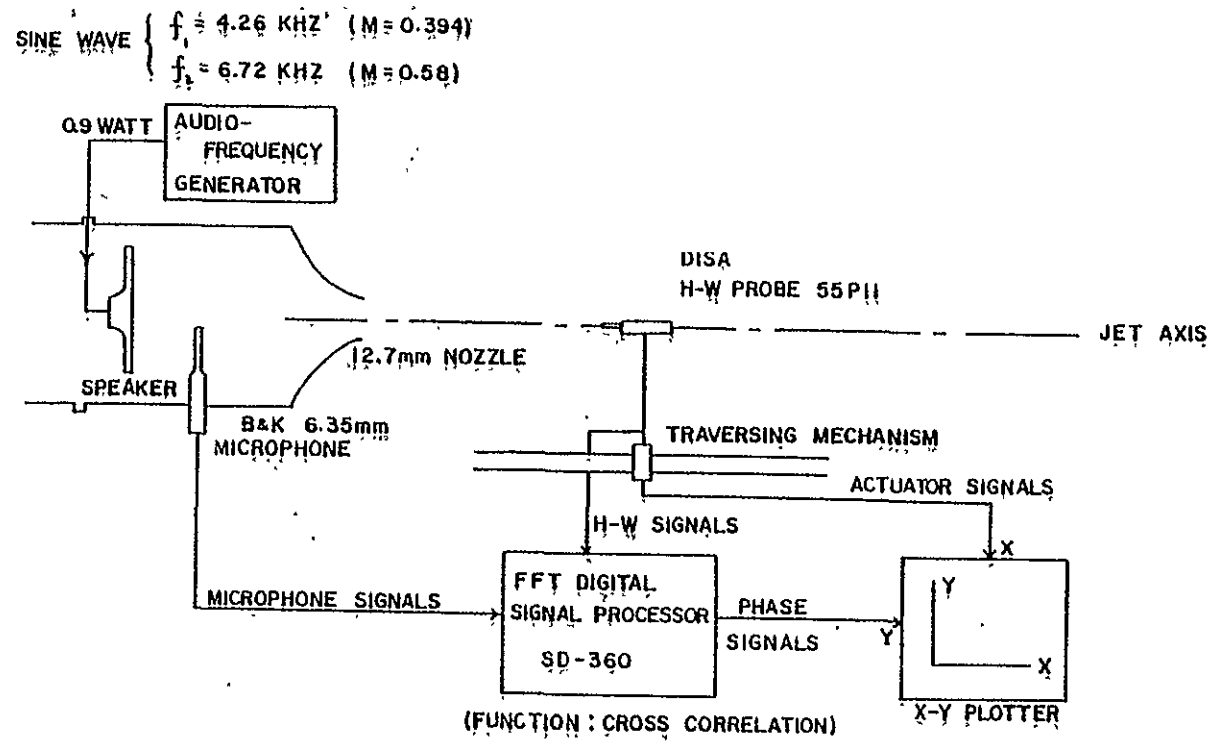 SINE WAVE { f₁ = 4.26 KHZ (M = 0.394)
f₂ = 6.72 KHZ (M = 0.58)
0.9 WATT
AUDIO-
FREQUENCY
GENERATOR
DISA
H-W PROBE 55P11
JET AXIS
12.7mm NOZZLE
SPEAKER
B&K 6.35mm
MICROPHONE
TRAVERSING MECHANISM
ACTUATOR SIGNALS
H-W SIGNALS
X
FFT DIGITAL
SIGNAL PROCESSOR
SD-360
MICROPHONE SIGNALS
PHASE
SIGNALS
Y
Y
X
X-Y PLOTTER
(FUNCTION : CROSS CORRELATION)